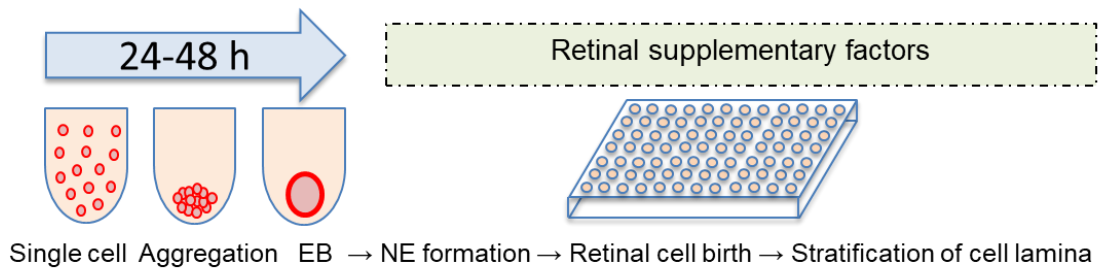 24-48 h
Retinal supplementary factors
Single cell Aggregation EB → NE formation → Retinal cell birth → Stratification of cell lamina